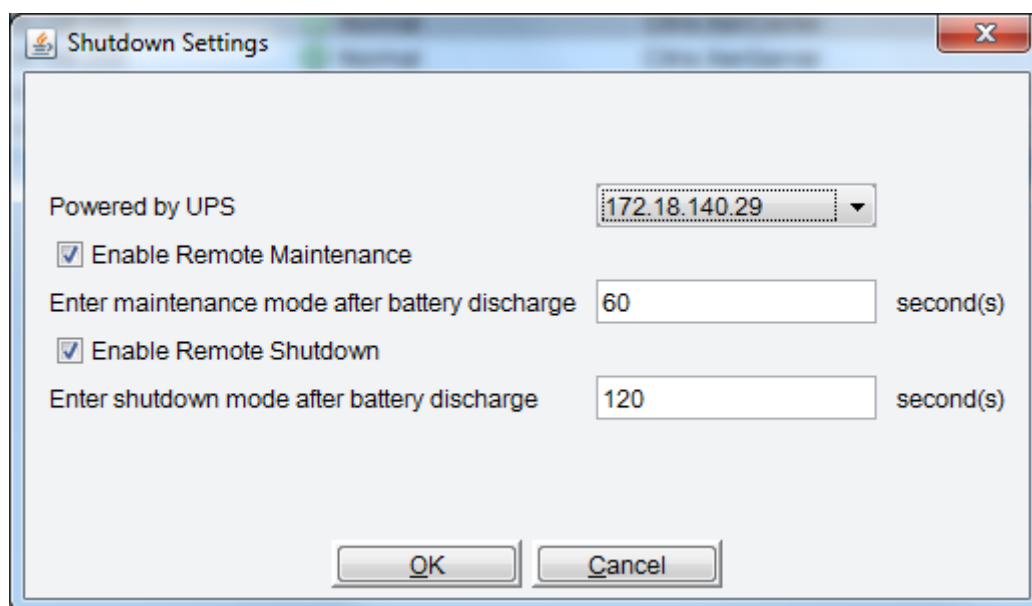 Shutdown Settings
Powered by UPS 172.18.140.29
Enable Remote Maintenance
Enter maintenance mode after battery discharge 60 second(s)
Enable Remote Shutdown
Enter shutdown mode after battery discharge 120 second(s)
OK Cancel